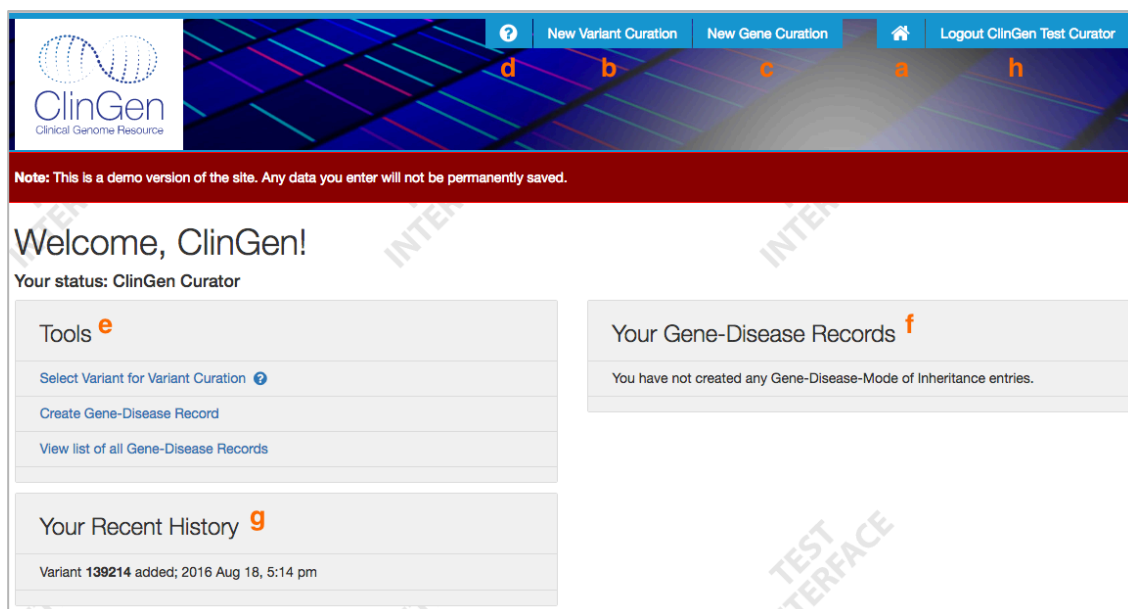 New Variant Curation New Gene Curation Logout ClinGen Test Curator
d b c a h
ClinGen
Clinical Genome Resource
Note: This is a demo version of the site. Any data you enter will not be permanently saved.
Welcome, ClinGen!
Your status: ClinGen Curator
Tools e
Select Variant for Variant Curation
Create Gene-Disease Record
View list of all Gene-Disease Records
Your Gene-Disease Records f
You have not created any Gene-Disease-Mode of Inheritance entries.
Your Recent History g
Variant 139214 added; 2016 Aug 18, 5:14 pm
TEST
INTERFACE